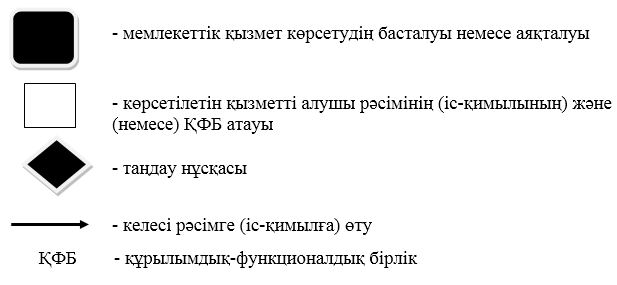 - мемлекеттік қызмет көрсетудің басталуы немесе аяқталуы
- көрсетілетін қызметті алушы рәсімінің (іс-қимылының) және
(немесе) ҚФБ атауы
- таңдау нұсқасы
- келесі рәсімге (іс-қимылға) өту
ҚФБ - құрылымдық-функционалдық бірлік